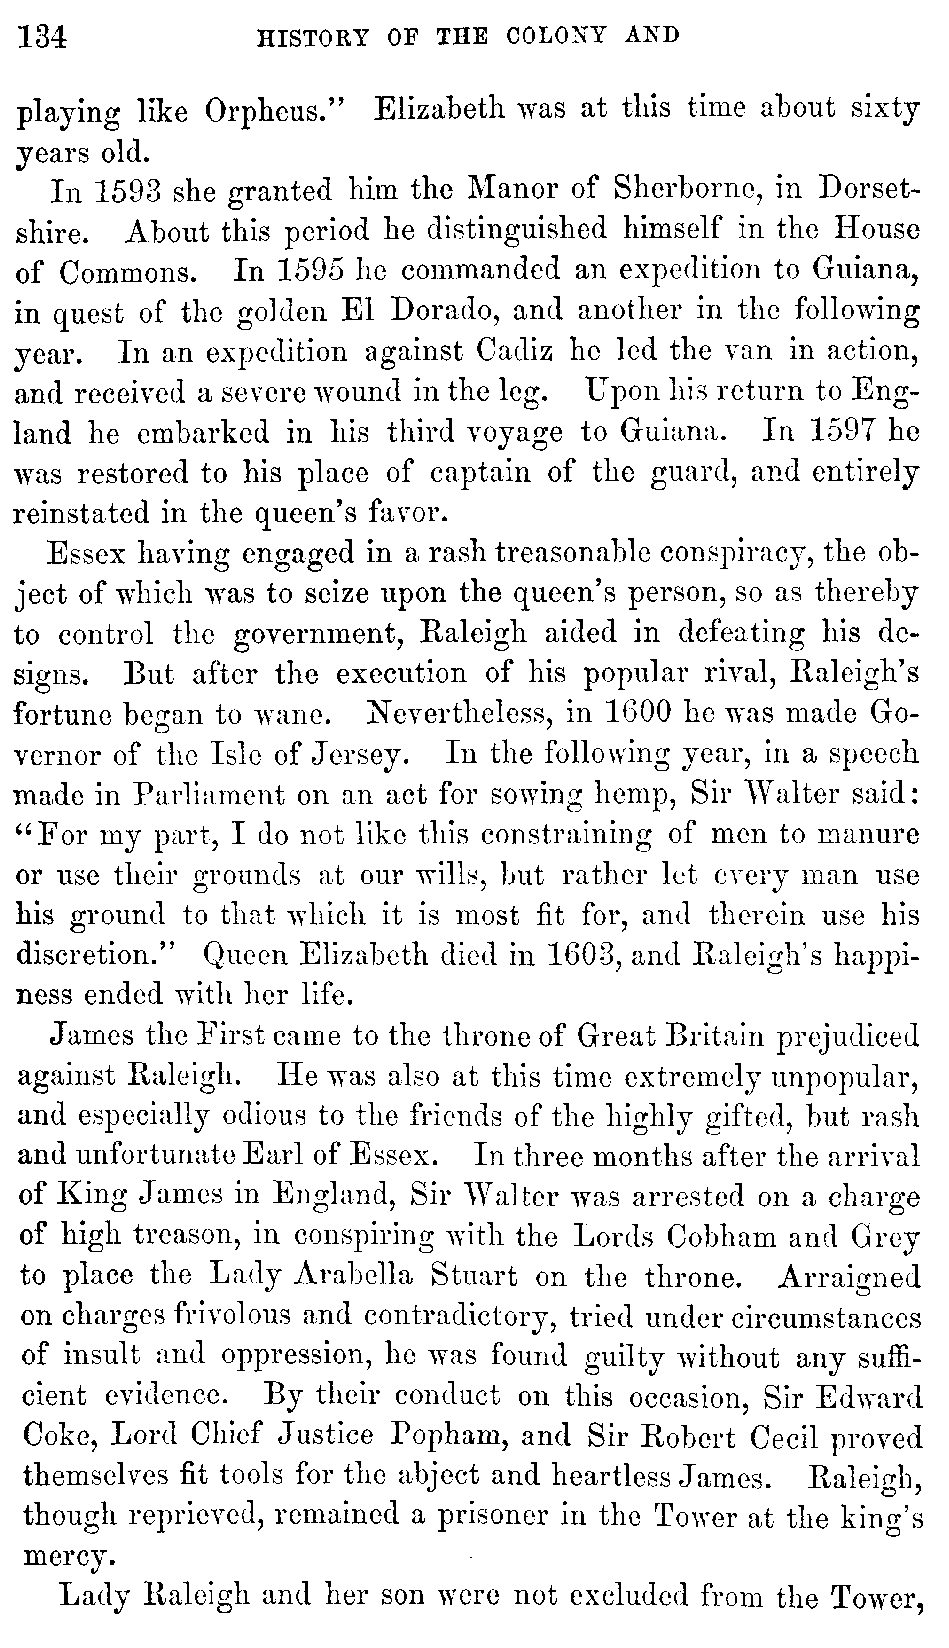 134 HISTORY OF THE COLONY AND
playing like Orpheus." Elizabeth was at this time about sixty
years old.
In 1593 she granted him the Manor of Sherborne, in Dorset-
shire. About this period he distinguished himself in the House
of Commons. In 1595 he commanded an expedition to Guiana,
in quest of the golden El Dorado, and another in the following
year. In an expedition against Cadiz he led the van in action,
and received a severe wound in the leg. Upon his return to Eng-
land he embarked in his third voyage to Guiana. In 1597 he
was restored to his place of captain of the guard, and entirely
reinstated in the queen's favor.
Essex having engaged in a rash treasonable conspiracy, the ob-
ject of which was to seize upon the queen's person, so as thereby
to control the government, Raleigh aided in defeating his de-
signs. But after the execution of his popular rival, Raleigh's
fortune began to wane. Nevertheless, in 1600 he was made Go-
vernor of the Isle of Jersey. In the following year, in a speech
made in Parliament on an act for sowing hemp, Sir Walter said:
"For my part, I do not like this constraining of men to manure
or use their grounds at our wills, but rather let every man use
his ground to that which it is most fit for, and therein use his
discretion." Queen Elizabeth died in 1603, and Raleigh's happi-
ness ended with her life.
James the First came to the throne of Great Britain prejudiced
against Raleigh. He was also at this time extremely unpopular,
and especially odious to the friends of the highly gifted, but rash
and unfortunate Earl of Essex. In three months after the arrival
of King James in England, Sir Walter was arrested on a charge
of high treason, in conspiring with the Lords Cobham and Grey
to place the Lady Arabella Stuart on the throne. Arraigned
on charges frivolous and contradictory, tried under circumstances
of insult and oppression, he was found guilty without any suffi-
cient evidence. By their conduct on this occasion, Sir Edward
Coke, Lord Chief Justice Popham, and Sir Robert Cecil proved
themselves fit tools for the abject and heartless James. Raleigh,
though reprieved, remained a prisoner in the Tower at the king's
mercy.
Lady Raleigh and her son were not excluded from the Tower,